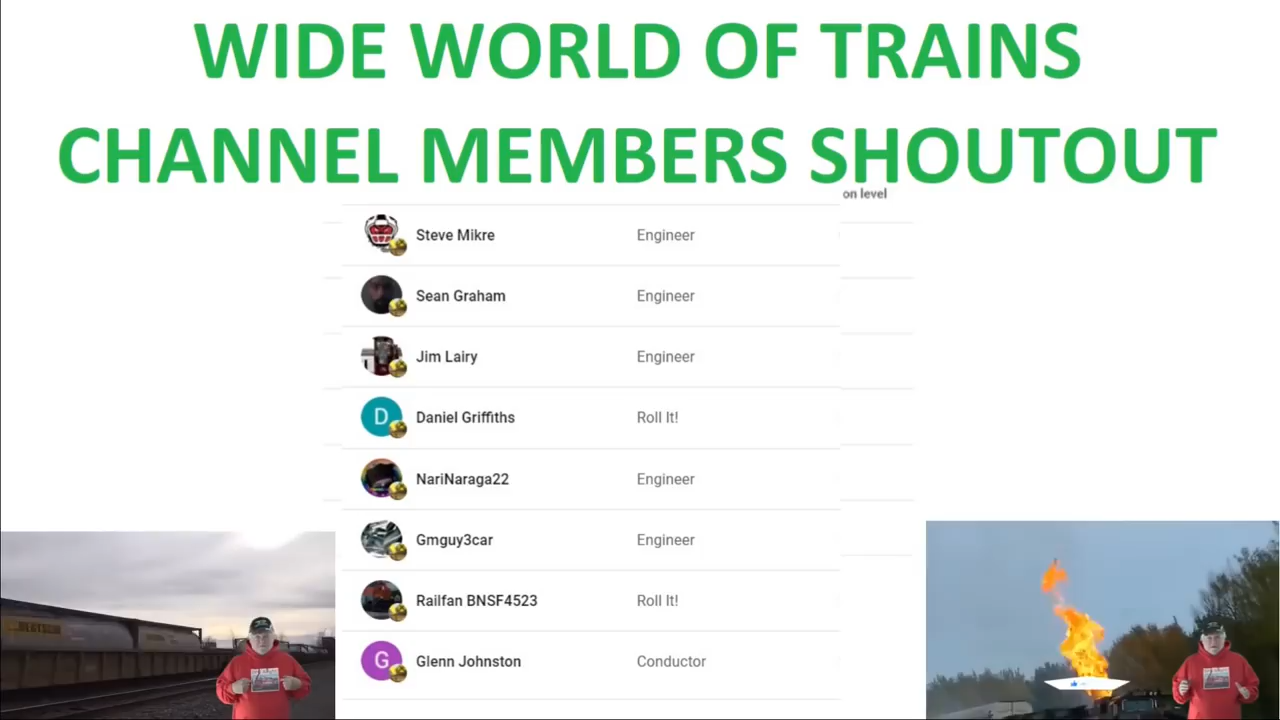 WIDE WORLD OF TRAINS
CHANNEL MEMBERS SHOUTOUT
on level
Steve Mikre Engineer
Sean Graham Engineer
Jim Lairy Engineer
D Daniel Griffiths Roll It!
NariNaraga22 Engineer
Gmguy3car Engineer
Railfan BNSF4523 Roll It!
G Glenn Johnston Conductor